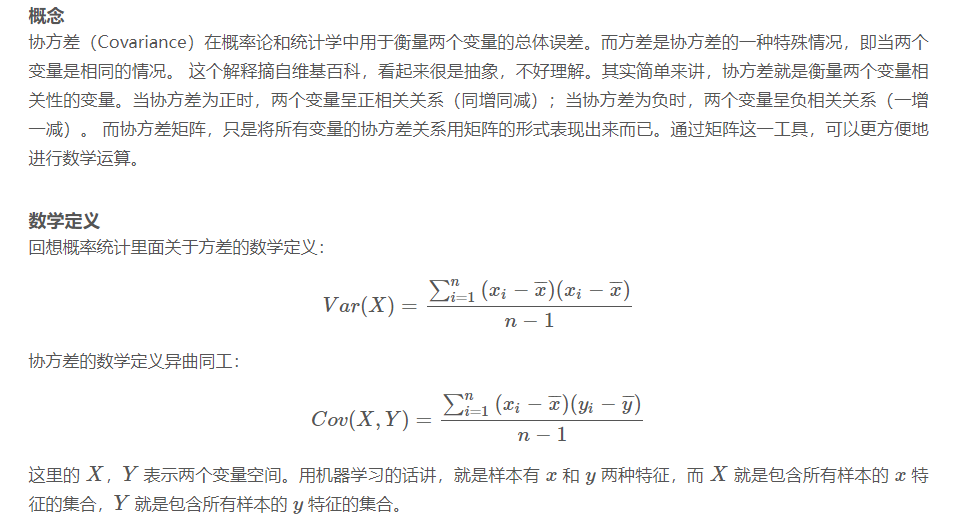 概念
协方差（Covariance）在概率论和统计学中用于衡量两个变量的总体误差。而方差是协方差的一种特殊情况，即当两个
变量是相同的情况。 这个解释摘自维基百科，看起来很是抽象，不好理解。其实简单来讲，协方差就是衡量两个变量相
关性的变量。当协方差为正时，两个变量呈正相关关系（同增同减）；当协方差为负时，两个变量呈负相关关系（一增
一减）。 而协方差矩阵，只是将所有变量的协方差关系用矩阵的形式表现出来而已。通过矩阵这一工具，可以更方便地
进行数学运算。
数学定义
回想概率统计里面关于方差的数学定义：
$Var(X) = \frac{\sum_{i=1}^{n} (x_i - \overline{x})(x_i - \overline{x})}{n-1}$
协方差的数学定义异曲同工：
$Cov(X, Y) = \frac{\sum_{i=1}^{n} (x_i - \overline{x})(y_i - \overline{y})}{n-1}$
这里的 X，Y 表示两个变量空间。用机器学习的话讲，就是样本有 x 和 y 两种特征，而 X 就是包含所有样本的 x 特
征的集合，Y 就是包含所有样本的 y 特征的集合。